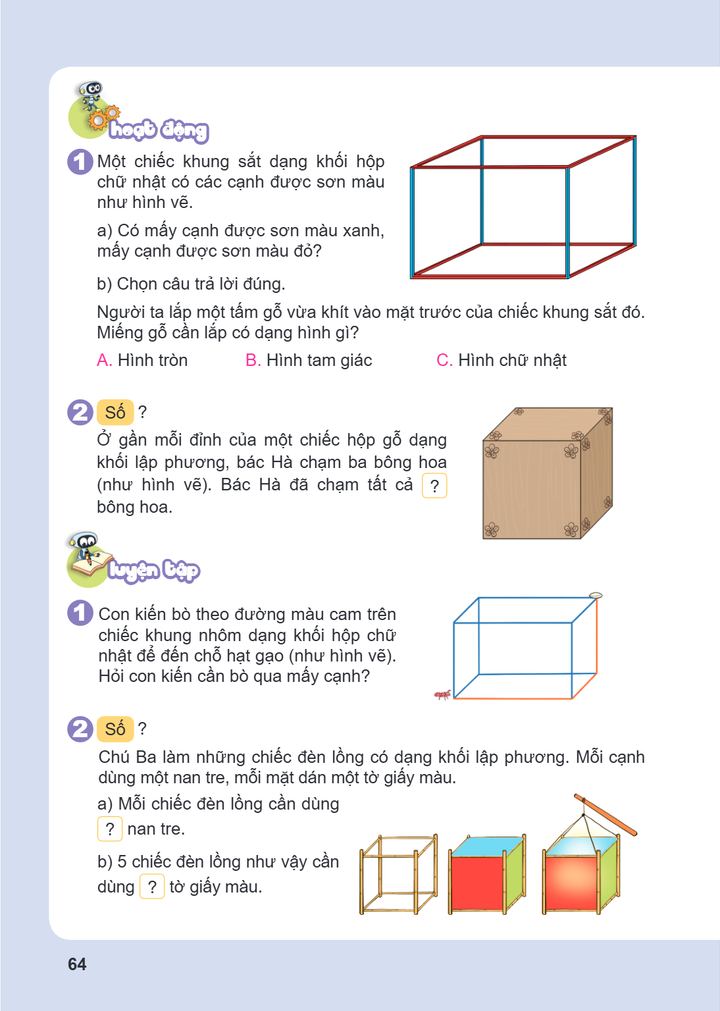 hoạt động
1 Một chiếc khung sắt dạng khối hộp
chữ nhật có các cạnh được sơn màu
như hình vẽ.
a) Có mấy cạnh được sơn màu xanh,
mấy cạnh được sơn màu đỏ?
b) Chọn câu trả lời đúng.
Người ta lắp một tấm gỗ vừa khít vào mặt trước của chiếc khung sắt đó.
Miếng gỗ cần lắp có dạng hình gì?
A. Hình tròn B. Hình tam giác C. Hình chữ nhật
2 Số ?
Ở gần mỗi đỉnh của một chiếc hộp gỗ dạng
khối lập phương, bác Hà chạm ba bông hoa
(như hình vẽ). Bác Hà đã chạm tất cả ?
bông hoa.
luyện tập
1 Con kiến bò theo đường màu cam trên
chiếc khung nhôm dạng khối hộp chữ
nhật để đến chỗ hạt gạo (như hình vẽ).
Hỏi con kiến cần bò qua mấy cạnh?
2 Số ?
Chú Ba làm những chiếc đèn lồng có dạng khối lập phương. Mỗi cạnh
dùng một nan tre, mỗi mặt dán một tờ giấy màu.
a) Mỗi chiếc đèn lồng cần dùng
? nan tre.
b) 5 chiếc đèn lồng như vậy cần
dùng ? tờ giấy màu.
64